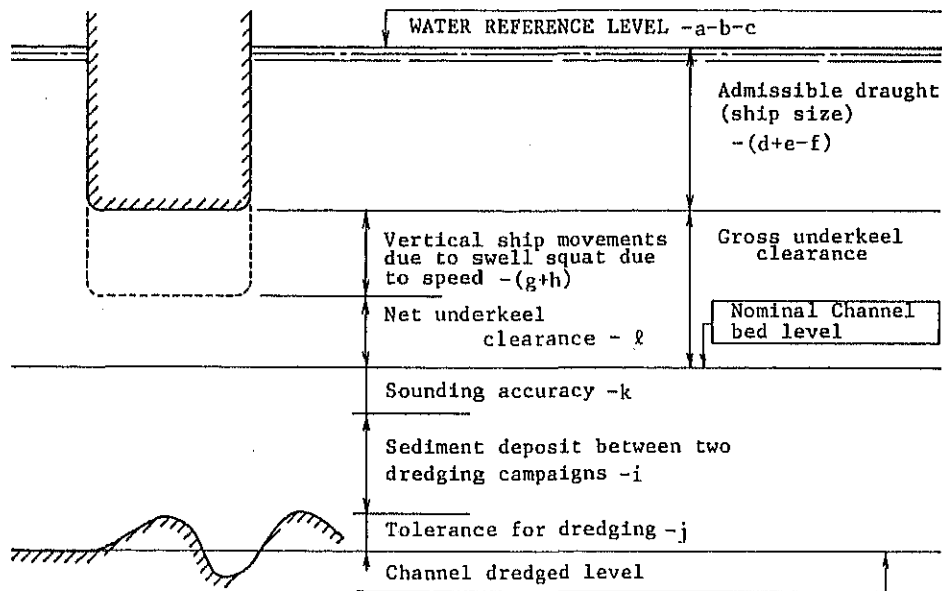 WATER REFERENCE LEVEL -a-b-c
Admissible draught
(ship size)
-(d+e-f)
Vertical ship movements
due to swell squat due
to speed -(g+h)
Gross underkeel
clearance
Net underkeel
clearance - ℓ
Nominal Channel
bed level
Sounding accuracy -k
Sediment deposit between two
dredging campaigns -i
Tolerance for dredging -j
Channel dredged level